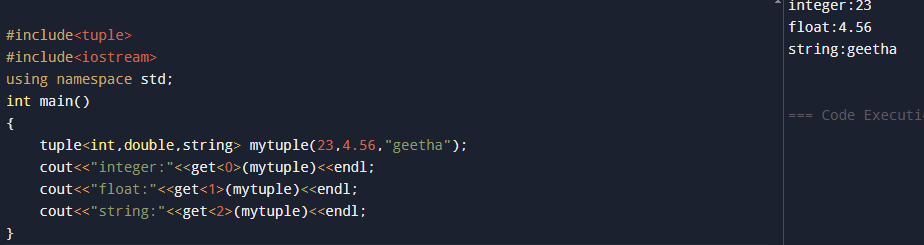 #include<tuple>
#include<iostream>
using namespace std;
int main()
{
    tuple<int,double,string> mytuple(23,4.56,"geetha");
    cout<<"integer:"<<get<0>(mytuple)<<endl;
    cout<<"float:"<<get<1>(mytuple)<<endl;
    cout<<"string:"<<get<2>(mytuple)<<endl;
}
integer:23
float:4.56
string:geetha
=== Code Executi